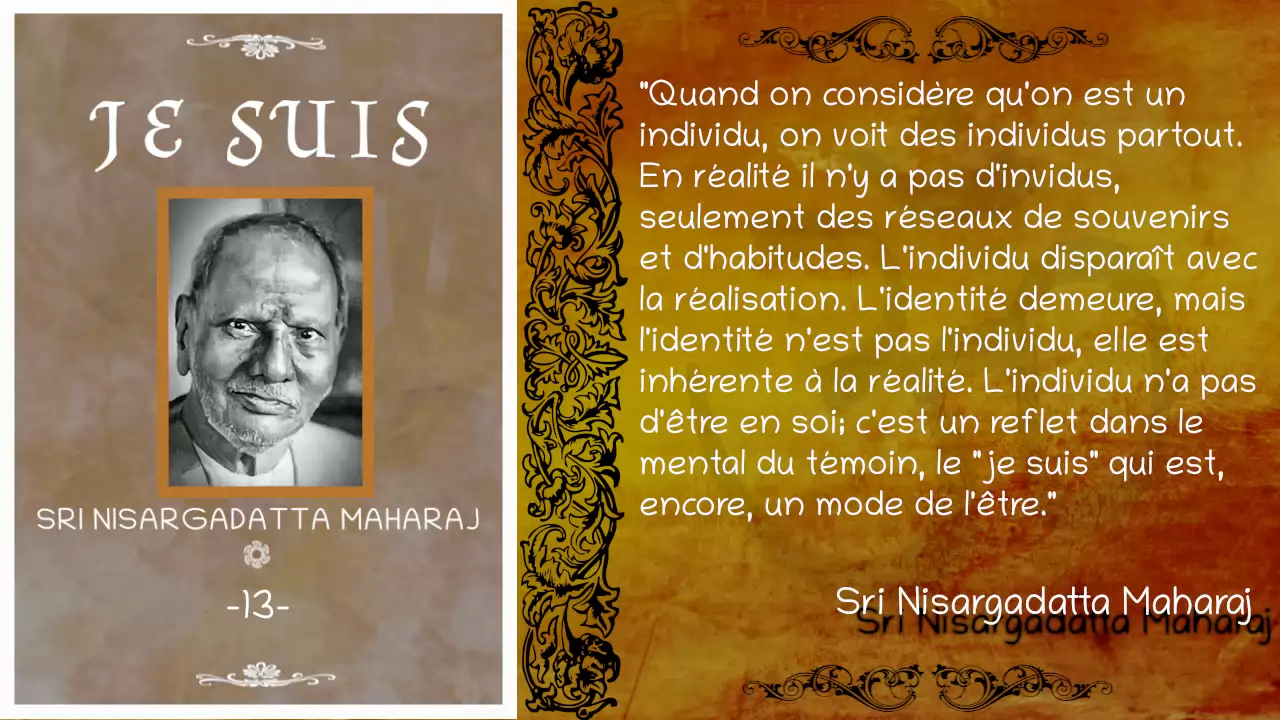 JE SUIS
SRI NISARGADATTA MAHARAJ
-13-
"Quand on considère qu'on est un
individu, on voit des individus partout.
En réalité il n'y a pas d'invidus,
seulement des réseaux de souvenirs
et d'habitudes. L'individu disparaît avec
la réalisation. L'identité demeure, mais
l'identité n'est pas l'individu, elle est
inhérente à la réalité. L'individu n'a pas
d'être en soi; c'est un reflet dans le
mental du témoin, le "je suis" qui est,
encore, un mode de l'être."
Sri Nisargadatta Maharaj